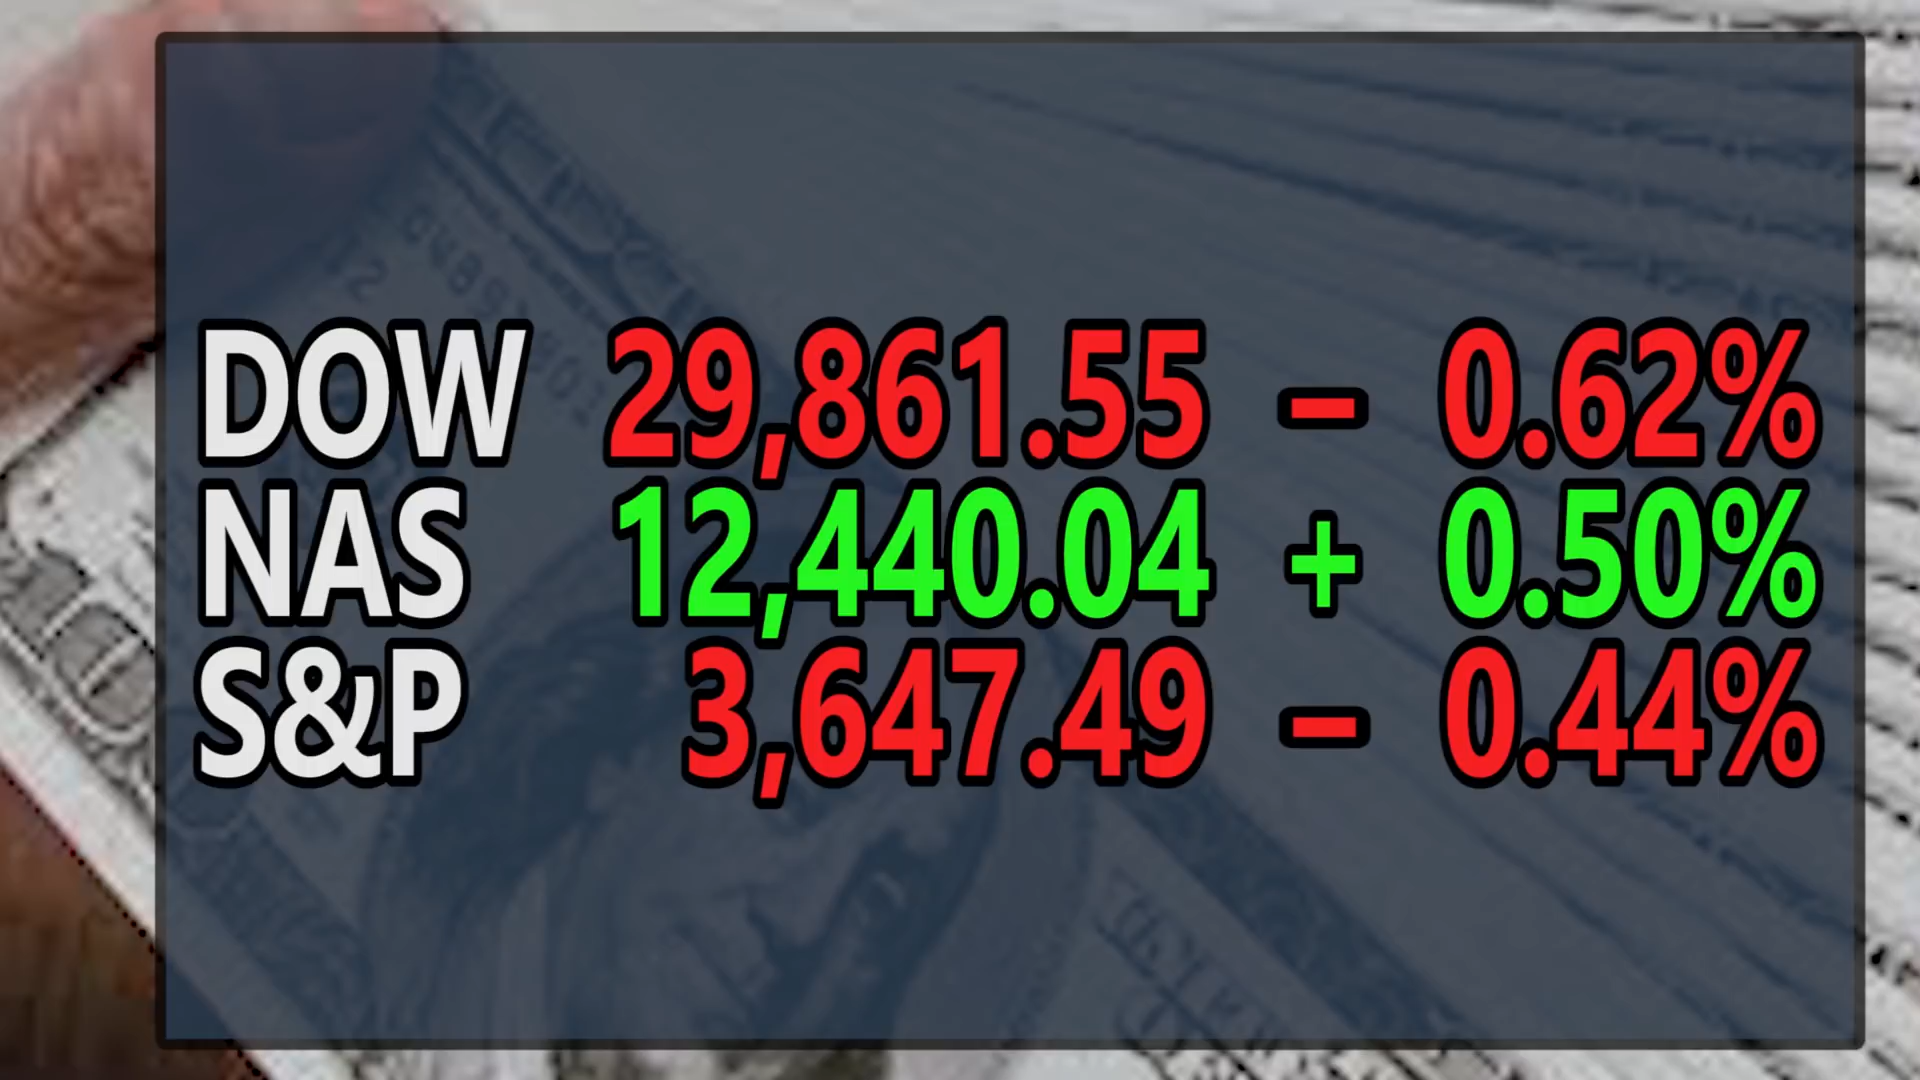 DOW 29,861.55 – 0.62%
NAS 12,440.04 + 0.50%
S&P 3,647.49 – 0.44%